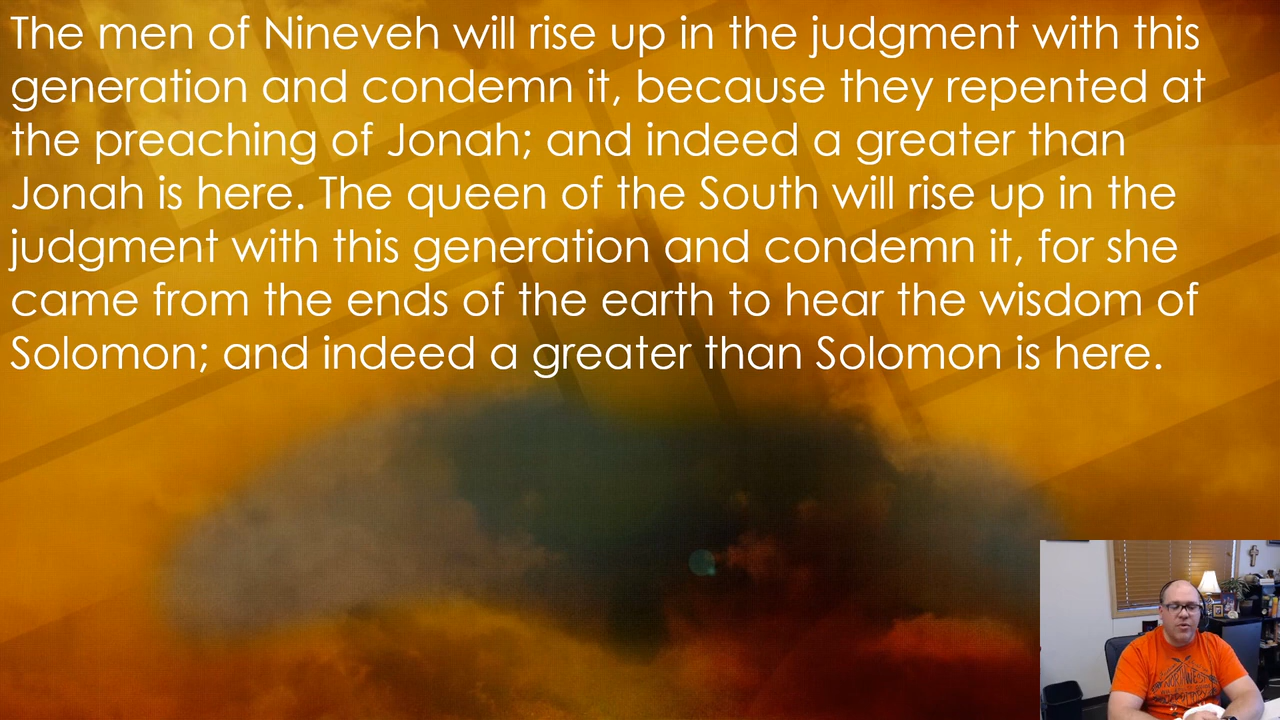 The men of Nineveh will rise up in the judgment with this
generation and condemn it, because they repented at
the preaching of Jonah; and indeed a greater than
Jonah is here. The queen of the South will rise up in the
judgment with this generation and condemn it, for she
came from the ends of the earth to hear the wisdom of
Solomon; and indeed a greater than Solomon is here.